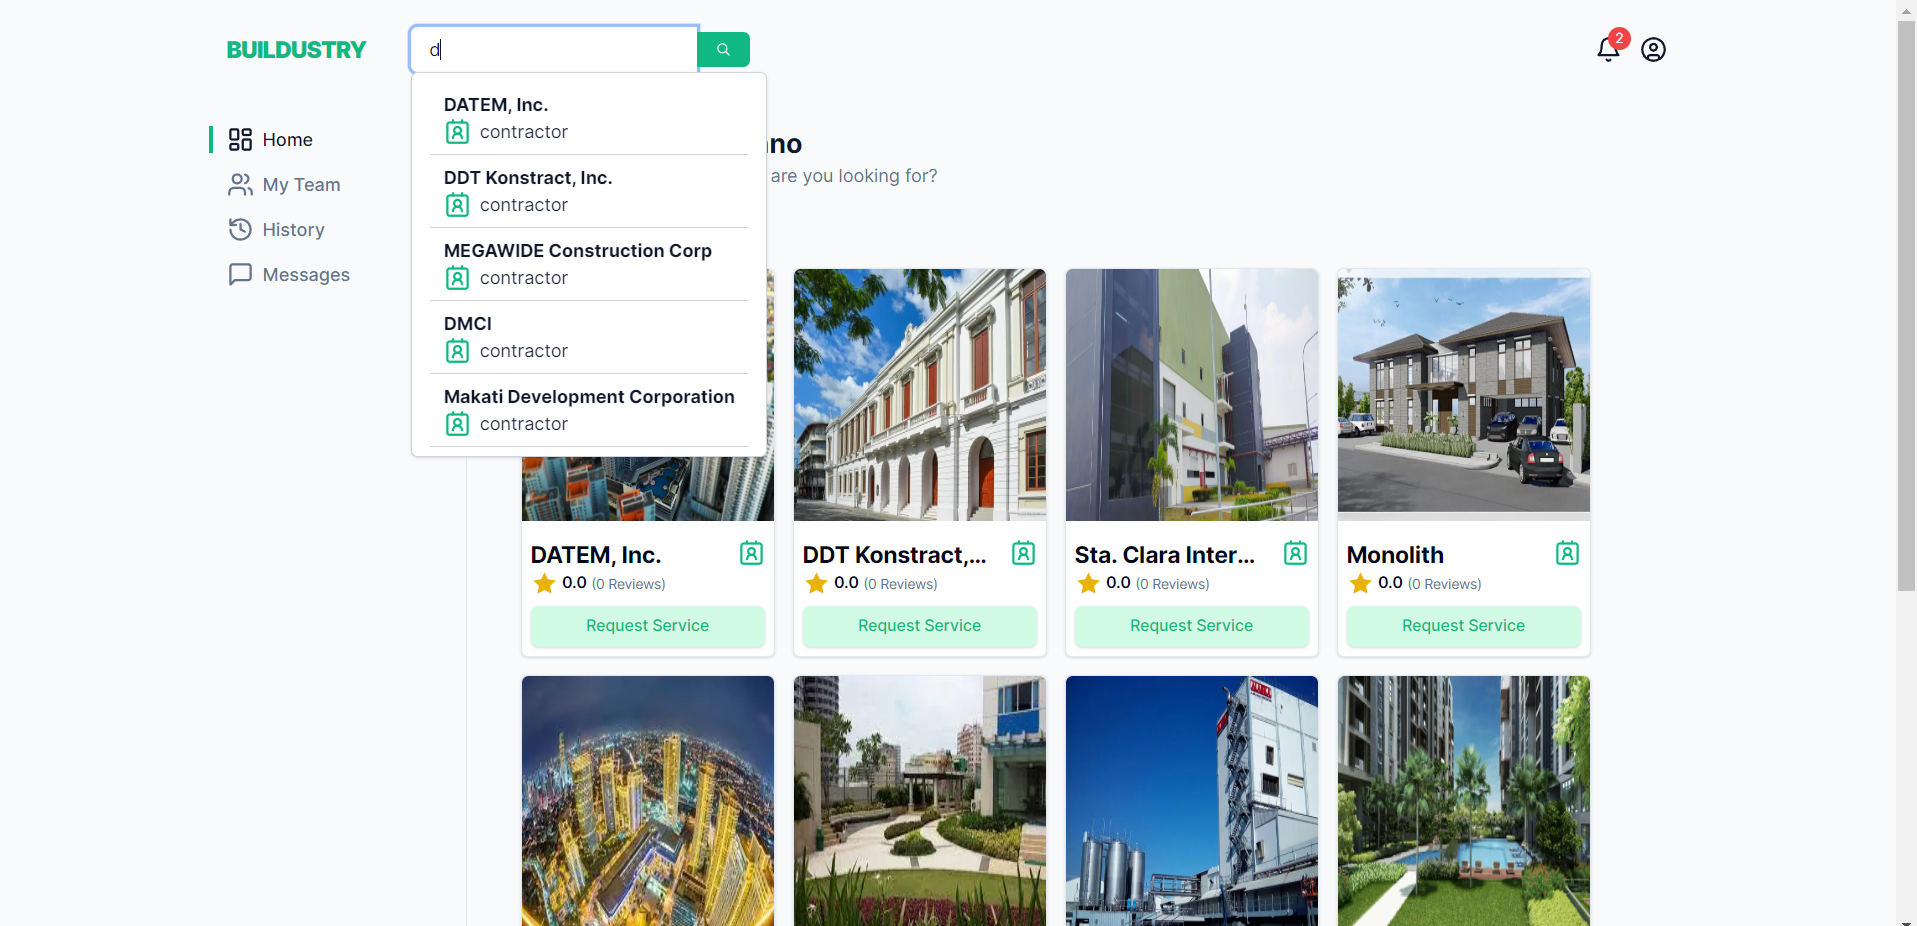 BUILDUSTRY
d
2
Home
My Team
History
Messages
DATEM, Inc.
contractor
DDT Konstract, Inc.
contractor
MEGAWIDE Construction Corp
contractor
DMCI
contractor
Makati Development Corporation
contractor
no
are you looking for?
DATEM, Inc.
0.0 (0 Reviews)
Request Service
DDT Konstract,...
0.0 (0 Reviews)
Request Service
Sta. Clara Inter...
0.0 (0 Reviews)
Request Service
Monolith
0.0 (0 Reviews)
Request Service